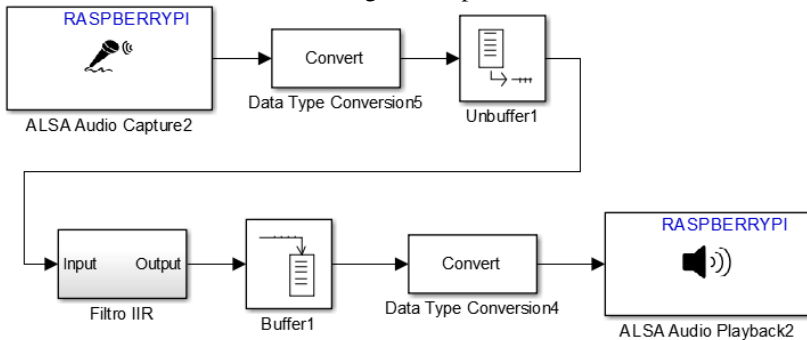 RASPBERRYPI
ALSA Audio Capture2
Convert
Data Type Conversion5
Unbuffer1
Input Output
Filtro IIR
Buffer1
Convert
Data Type Conversion4
RASPBERRYPI
ALSA Audio Playback2